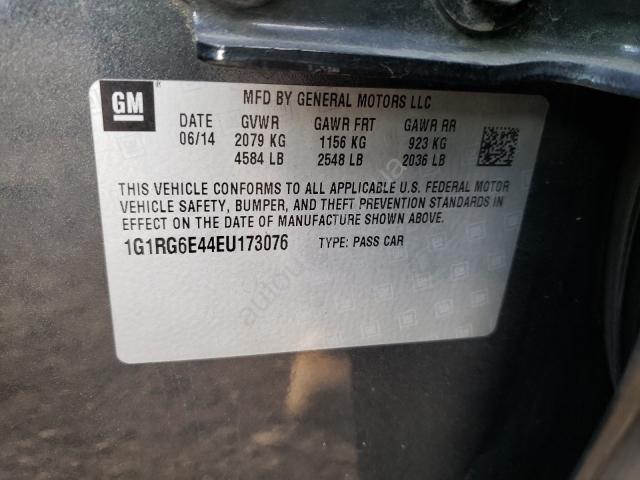 GM
MFD BY GENERAL MOTORS LLC
DATE GVWR GAWR FRT GAWR RR
06/14 2079 KG 1156 KG 923 KG
4584 LB 2548 LB 2036 LB
THIS VEHICLE CONFORMS TO ALL APPLICABLE U.S. FEDERAL MOTOR
VEHICLE SAFETY, BUMPER, AND THEFT PREVENTION STANDARDS IN
EFFECT ON THE DATE OF MANUFACTURE SHOWN ABOVE.
1G1RG6E44EU173076 TYPE: PASS CAR